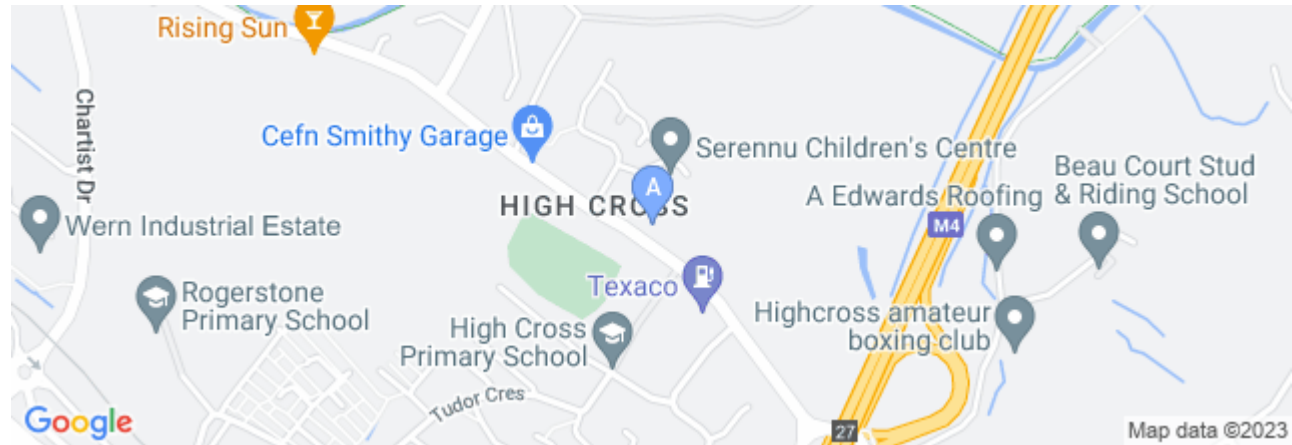 Rising Sun
Chartist Dr
Cefn Smithy Garage
Serennu Children's Centre
A
HIGH CROSS
Beau Court Stud
& Riding School
A Edwards Roofing
M4
Wern Industrial Estate
Texaco
Rogerstone
Primary School
High Cross
Primary School
Highcross amateur
boxing club
Tudor Cres
27
Google
Map data ©2023